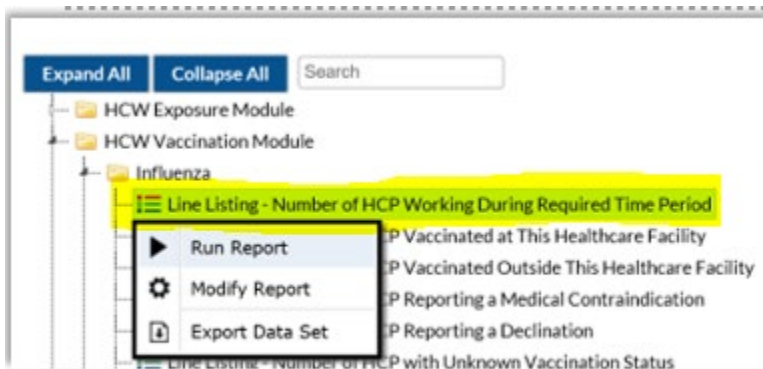 Expand All Collapse All Search
HCW Exposure Module
HCW Vaccination Module
Influenza
Line Listing - Number of HCP Working During Required Time Period
Run Report
CP Vaccinated at This Healthcare Facility
CP Vaccinated Outside This Healthcare Facility
Modify Report
CP Reporting a Medical Contraindication
Export Data Set
CP Reporting a Declination
Line Listing - Number of HCP with Unknown Vaccination Status